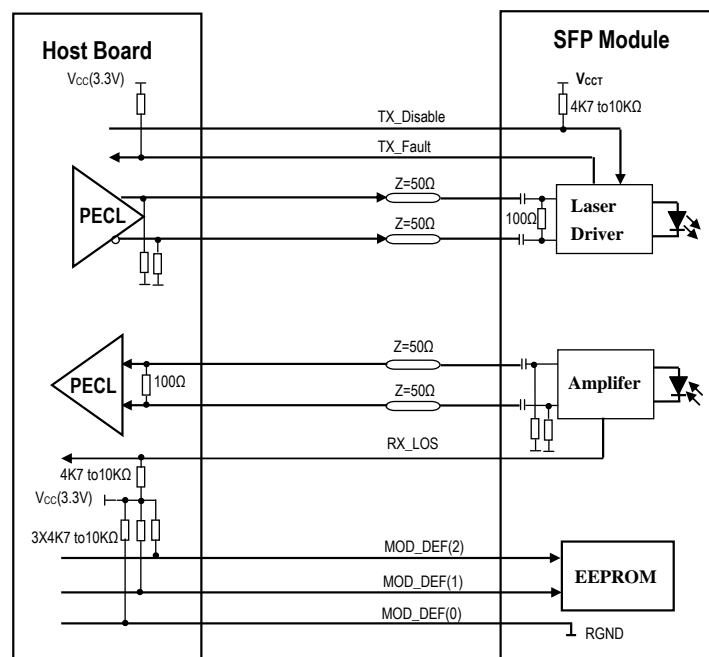 Host Board
SFP Module
VCC(3.3V)
VCCT
4K7 to10KΩ
TX_Disable
TX_Fault
Z=50Ω
PECL
100Ω
Laser
Driver
Z=50Ω
Z=50Ω
PECL
100Ω
Z=50Ω
Amplifer
RX_LOS
4K7 to10KΩ
VCC(3.3V)
3X4K7 to10KΩ
MOD_DEF(2)
EEPROM
MOD_DEF(1)
MOD_DEF(0)
RGND